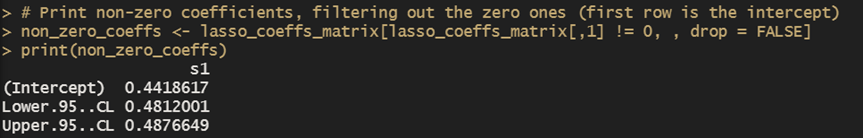 > # Print non-zero coefficients, filtering out the zero ones (first row is the intercept)
> non_zero_coeffs <- lasso_coeffs_matrix[lasso_coeffs_matrix[,1] != 0, , drop = FALSE]
> print(non_zero_coeffs)
s1
(Intercept)  0.4418617
Lower.95..CL 0.4812001
Upper.95..CL 0.4876649